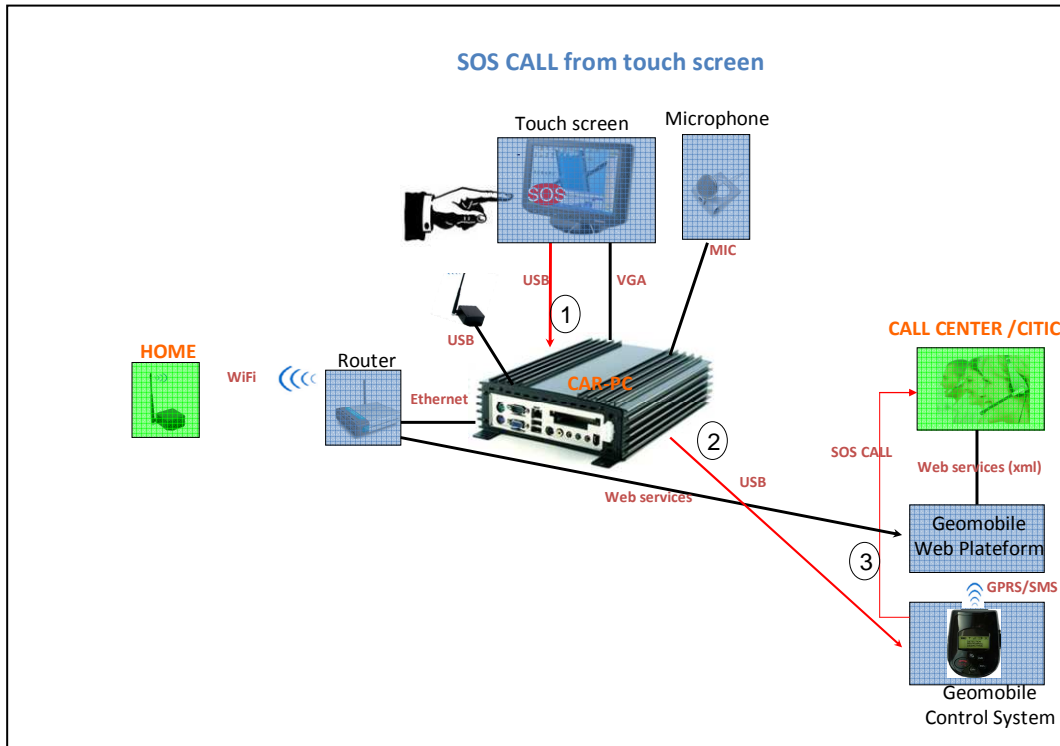 SOS CALL from touch screen
Touch screen
Microphone
SOS
MIC
USB
VGA
1
USB
CALL CENTER /CITIC
HOME
Router
WiFi
CAR-PC
Ethernet
2
SOS CALL
Web services (xml)
USB
Web services
Geomobile
Web Plateform
3
GPRS/SMS
Geomobile
Control System